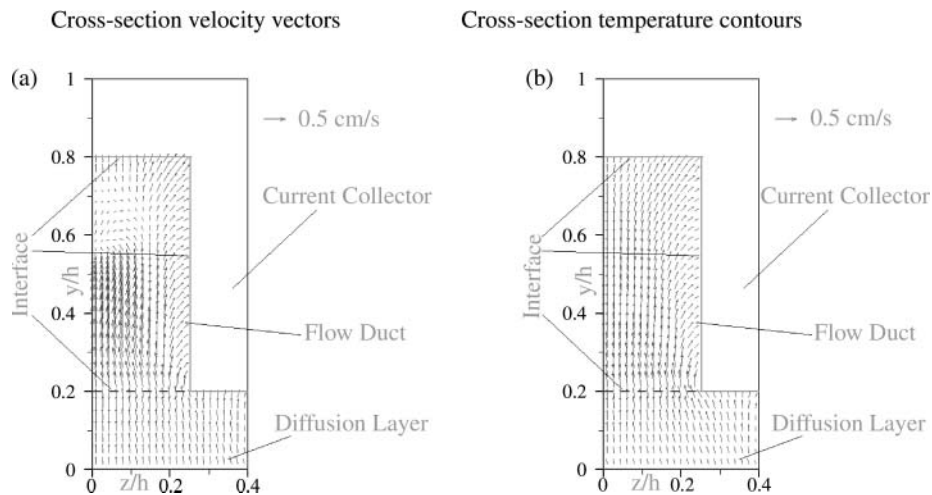 Cross-section velocity vectors
Cross-section temperature contours
(a)
1
0.8
0.6
0.4
0.2
0
0
z/h
0.2
0.4
y/h
Interface
0.5 cm/s
Current Collector
Flow Duct
Diffusion Layer
(b)
1
0.8
0.6
0.4
0.2
0
0
z/h
0.2
0.4
y/h
Interface
0.5 cm/s
Current Collector
Flow Duct
Diffusion Layer